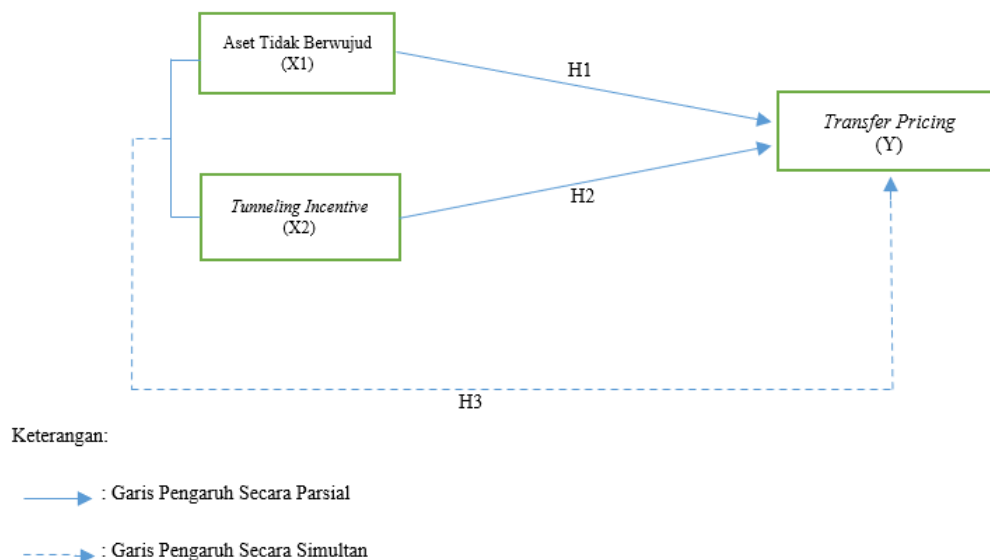 Aset Tidak Berwujud
(X1)
H1
Transfer Pricing
(Y)
Tunneling Incentive
(X2)
H2
H3
Keterangan:
: Garis Pengaruh Secara Parsial
: Garis Pengaruh Secara Simultan